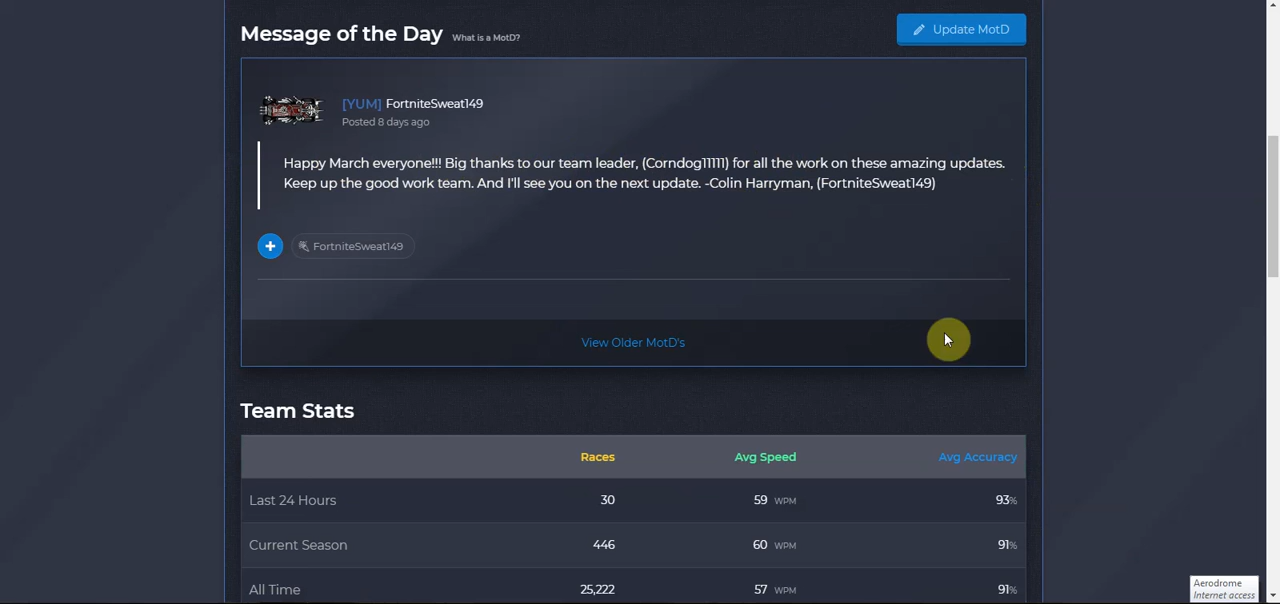 Message of the Day What is a MotD? Update MotD
[YUM] FortniteSweat149
Posted 8 days ago
Happy March everyone!!! Big thanks to our team leader, (Corndog11111) for all the work on these amazing updates.
Keep up the good work team. And I'll see you on the next update. -Colin Harryman, (FortniteSweat149)
+ FortniteSweat149
View Older MotD's
Team Stats
Races Avg Speed Avg Accuracy
Last 24 Hours 30 59 WPM 93%
Current Season 446 60 WPM 91%
All Time 25,222 57 WPM 91%
Aerodrome
Internet access